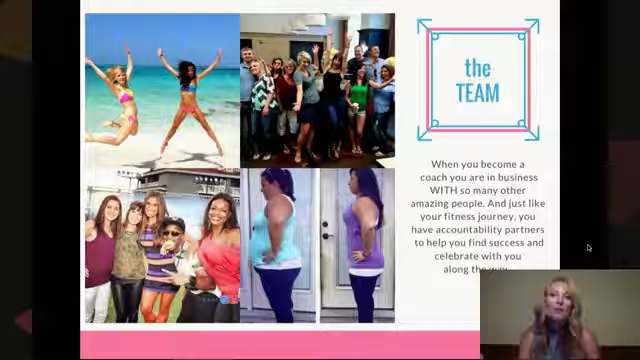 the
TEAM
When you become a
coach you are in business
WITH so many other
amazing people. And just like
your fitness journey, you
have accountability partners
to help you find success and
celebrate with you
along the way.